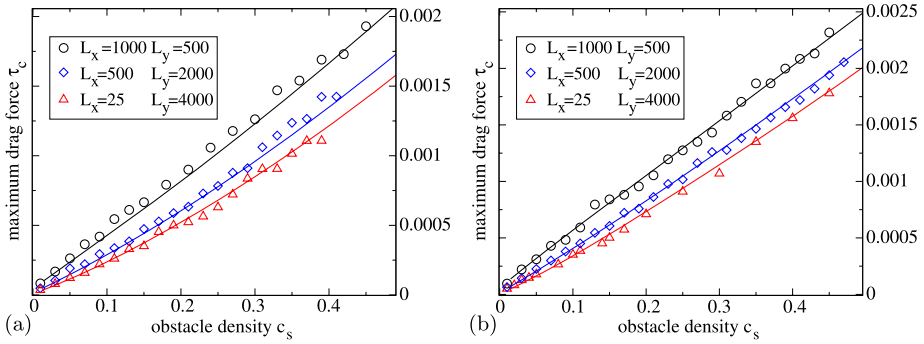 maximum drag force τ_c
L_x=1000 L_y=500
L_x=500 L_y=2000
L_x=25 L_y=4000
0.002
0.0015
0.001
0.0005
0
0 0.1 0.2 0.3 0.4
obstacle density c_s
(a)
maximum drag force τ_c
L_x=1000 L_y=500
L_x=500 L_y=2000
L_x=25 L_y=4000
0.0025
0.002
0.0015
0.001
0.0005
0
0 0.1 0.2 0.3 0.4
obstacle density c_s
(b)